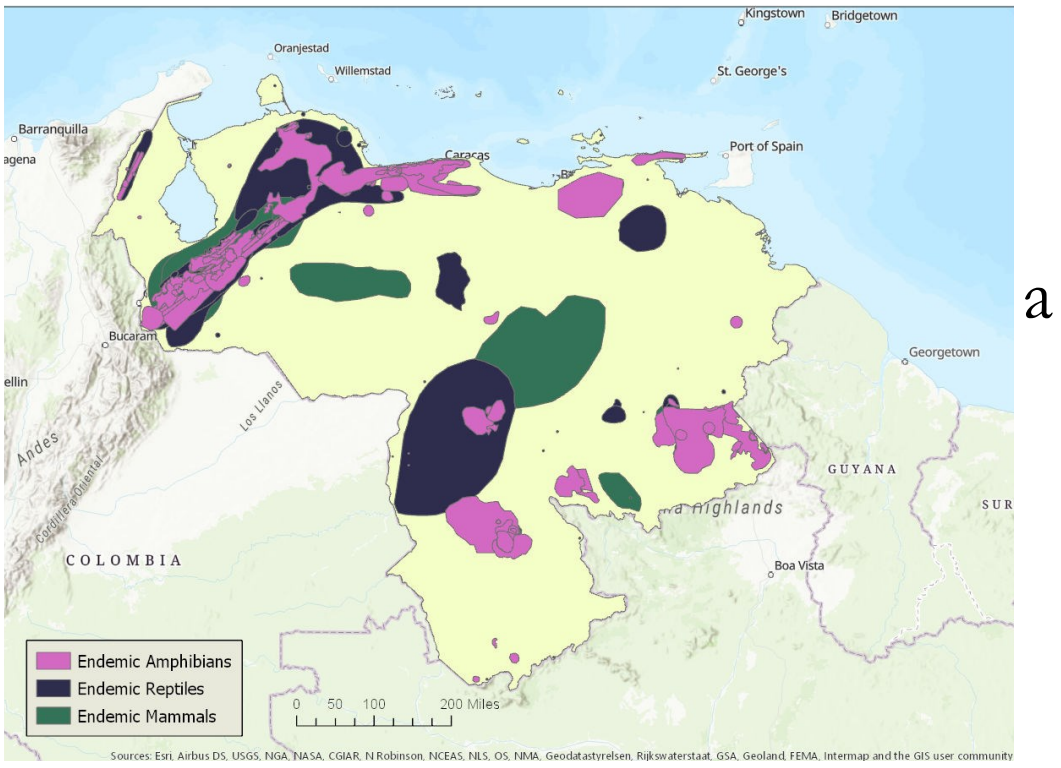 Kingstown
Bridgetown
Oranjestad
Willemstad
St. George's
Barranquilla
agena
Caracas
Port of Spain
B
a
Bucaram
Georgetown
ellin
Los Llanos
Andes
GUYANA
Cordillera Oriental
a Highlands
SUR
COLOMBIA
Boa Vista
Endemic Amphibians
Endemic Reptiles
Endemic Mammals
0 50 100 200 Miles
Sources: Esri, Airbus DS, USGS, NGA, NASA, CGIAR, N Robinson, NCEAS, NLS, OS, NMA, Geodatastyrelsen, Rijkswaterstaat, GSA, Geoland, FEMA, Intermap and the GIS user community